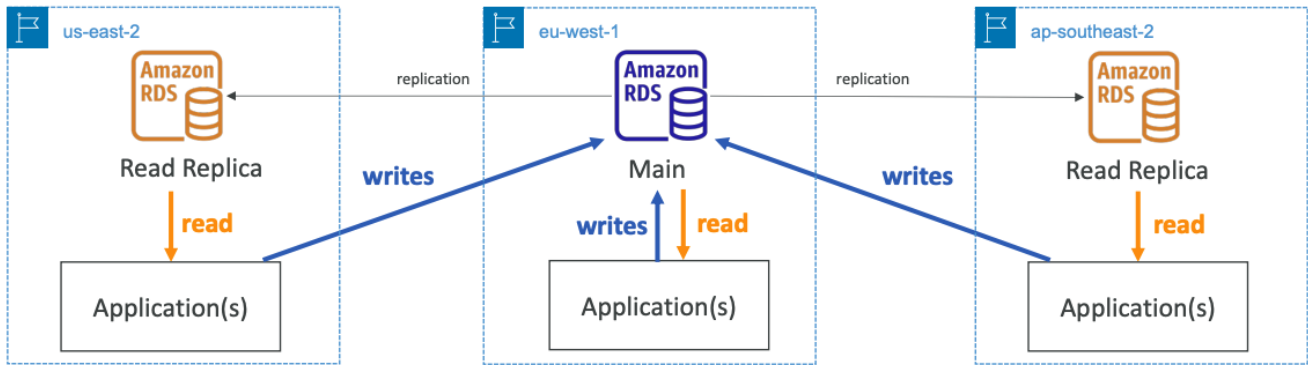 us-east-2
eu-west-1
ap-southeast-2
Amazon
RDS
replication
Amazon
RDS
replication
Amazon
RDS
Read Replica
writes
Main
writes
Read Replica
read
writes
read
read
Application(s)
Application(s)
Application(s)